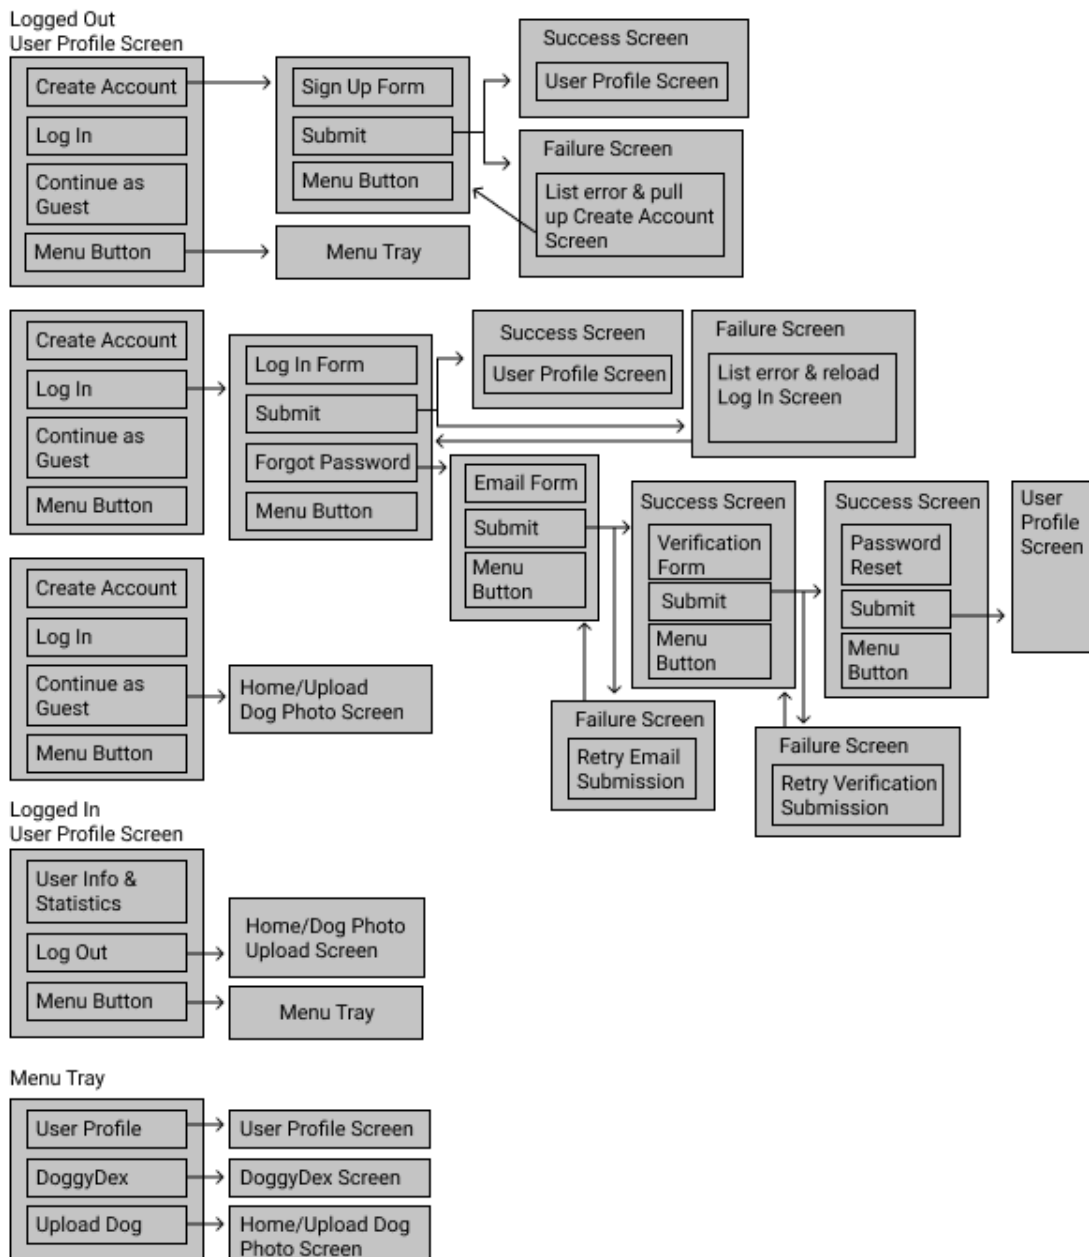 Logged Out
User Profile Screen
Create Account
Log In
Continue as
Guest
Menu Button
Sign Up Form
Submit
Menu Button
Menu Tray
Success Screen
User Profile Screen
Failure Screen
List error & pull
up Create Account
Screen
Create Account
Log In
Continue as
Guest
Menu Button
Log In Form
Submit
Forgot Password
Menu Button
Success Screen
User Profile Screen
Failure Screen
List error & reload
Log In Screen
Email Form
Submit
Menu
Button
Success Screen
Verification
Form
Submit
Menu
Button
Success Screen
Password
Reset
Submit
Menu
Button
User
Profile
Screen
Failure Screen
Retry Email
Submission
Failure Screen
Retry Verification
Submission
Create Account
Log In
Continue as
Guest
Menu Button
Home/Upload
Dog Photo Screen
Logged In
User Profile Screen
User Info &
Statistics
Log Out
Menu Button
Home/Dog Photo
Upload Screen
Menu Tray
Menu Tray
User Profile
DoggyDex
Upload Dog
User Profile Screen
DoggyDex Screen
Home/Upload Dog
Photo Screen